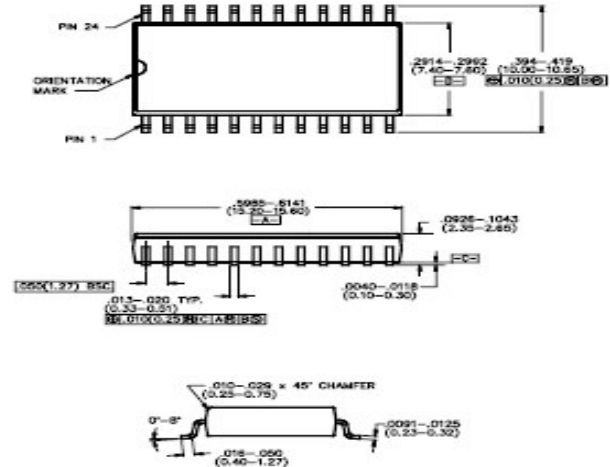 PIN 24
ORIENTATION
MARK
PIN 1
.2914-.2992
(7.40-7.60)
-B-
.394-.419
(10.00-10.65)
.010(0.25)Ⓜ BⓂ
.5985-.6141
(15.20-15.60)
-A-
.0926-.1043
(2.35-2.65)
-C-
.050(1.27) BSC
.013-.020 TYP.
(0.33-0.51)
.010(0.25)Ⓜ C AⓂ BⓈ
.0040-.0118
(0.10-0.30)
.010-.029 x 45° CHAMFER
(0.25-0.75)
0°-8°
.016-.050
(0.40-1.27)
.0091-.0125
(0.23-0.32)